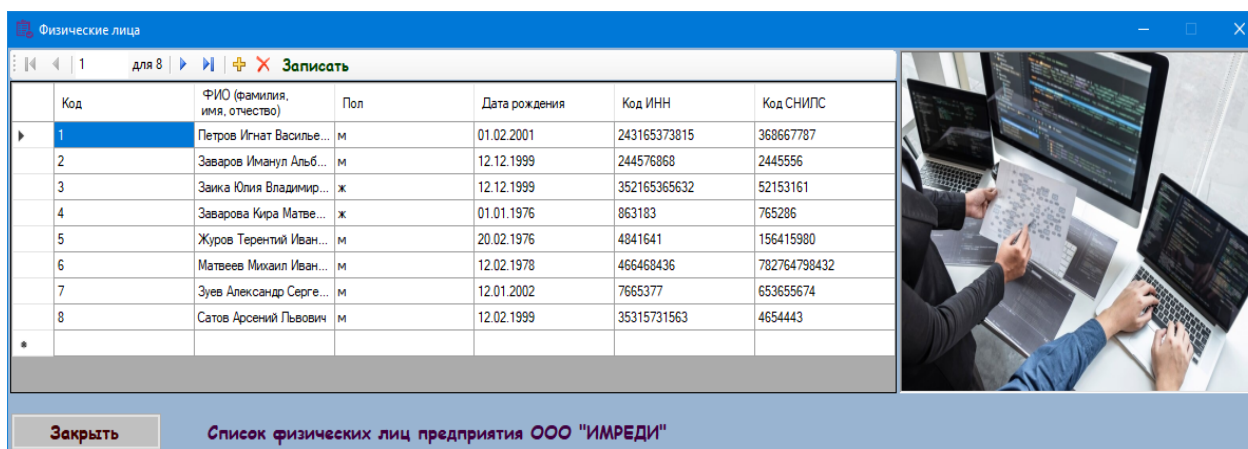 Физические лица
1 для 8 Записать
Код ФИО (фамилия, имя, отчество) Пол Дата рождения Код ИНН Код СНИЛС
1 Петров Игнат Василье... м 01.02.2001 243165373815 368667787
2 Заваров Иманул Альб... м 12.12.1999 244576868 2445556
3 Заика Юлия Владимир... ж 12.12.1999 352165365632 52153161
4 Заварова Кира Матве... ж 01.01.1976 863183 765286
5 Журов Терентий Иван... м 20.02.1976 4841641 156415980
6 Матвеев Михаил Иван... м 12.02.1978 466468436 782764798432
7 Зуев Александр Серге... м 12.01.2002 7665377 653655674
8 Сатов Арсений Львович м 12.02.1999 35315731563 4654443
Закрыть Список физических лиц предприятия ООО "ИМРЕДИ"